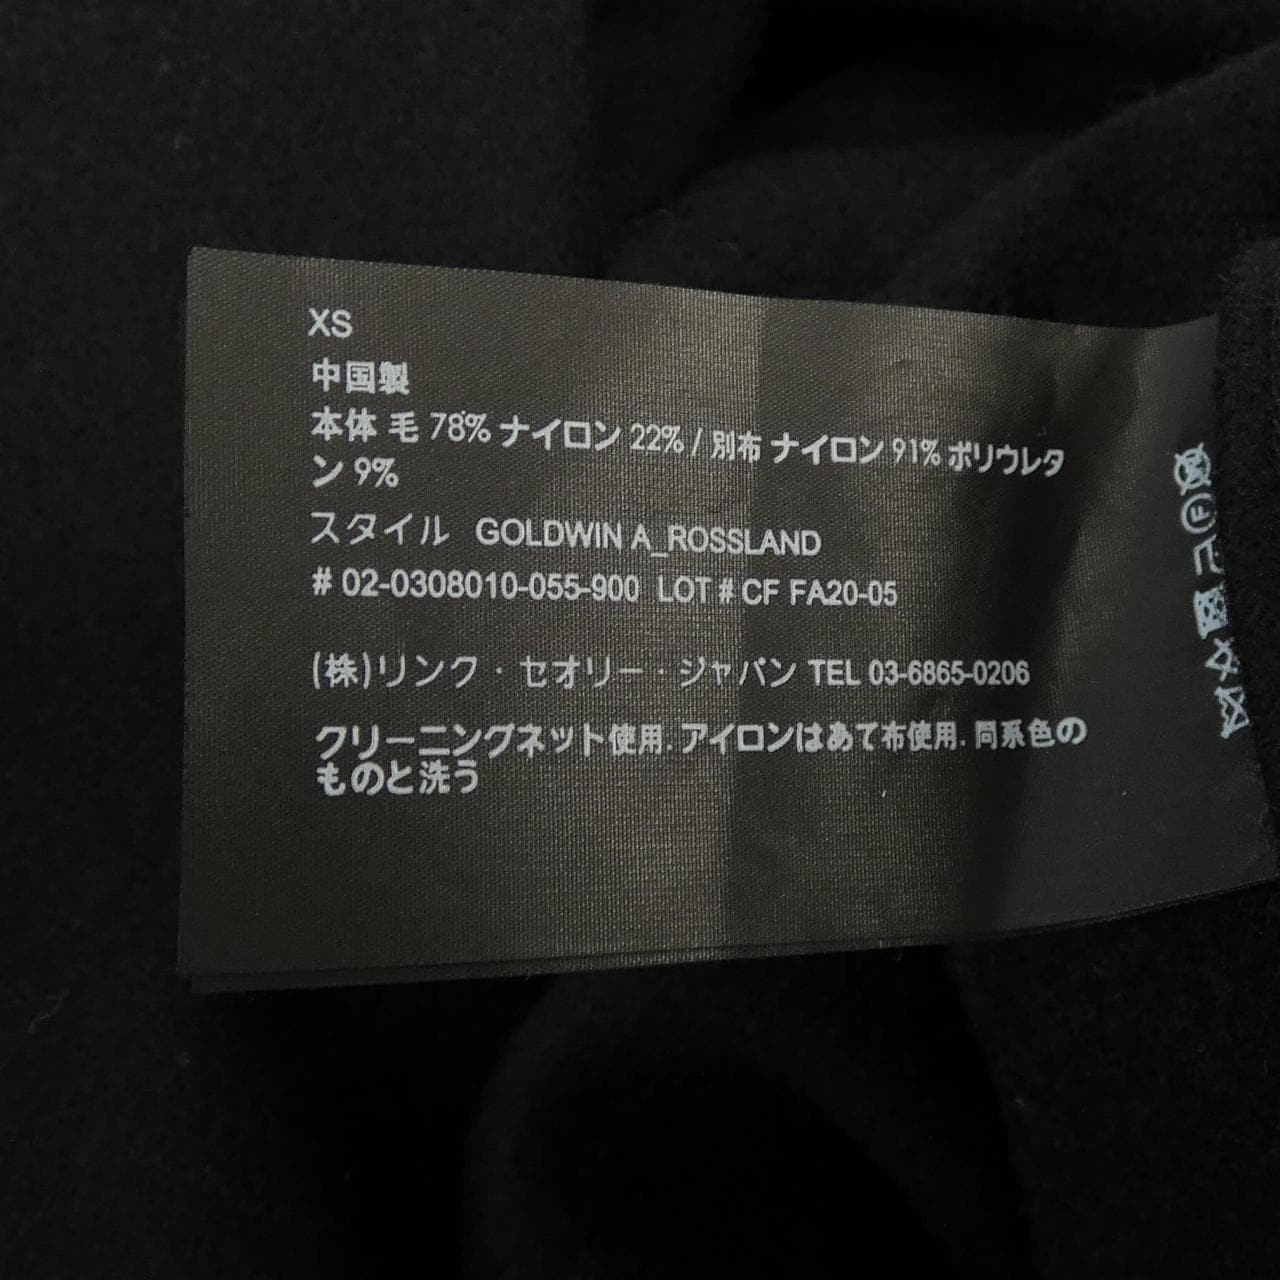 XS
中国製
本体 毛 78% ナイロン 22% / 別布 ナイロン 91% ポリウレタ
ン 9%
スタイル GOLDWIN A_ROSSLAND
# 02-0308010-055-900 LOT # CF FA20-05
(株)リンク・セオリー・ジャパン TEL 03-6865-0206
クリーニングネット使用. アイロンはあて布使用. 同系色の
ものと洗う